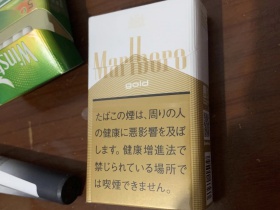 Winst
Marlboro
gold
たばこの煙は、周りの人
の健康に悪影響を及ぼ
します。健康増進法で
禁じられている場所で
は喫煙できません。